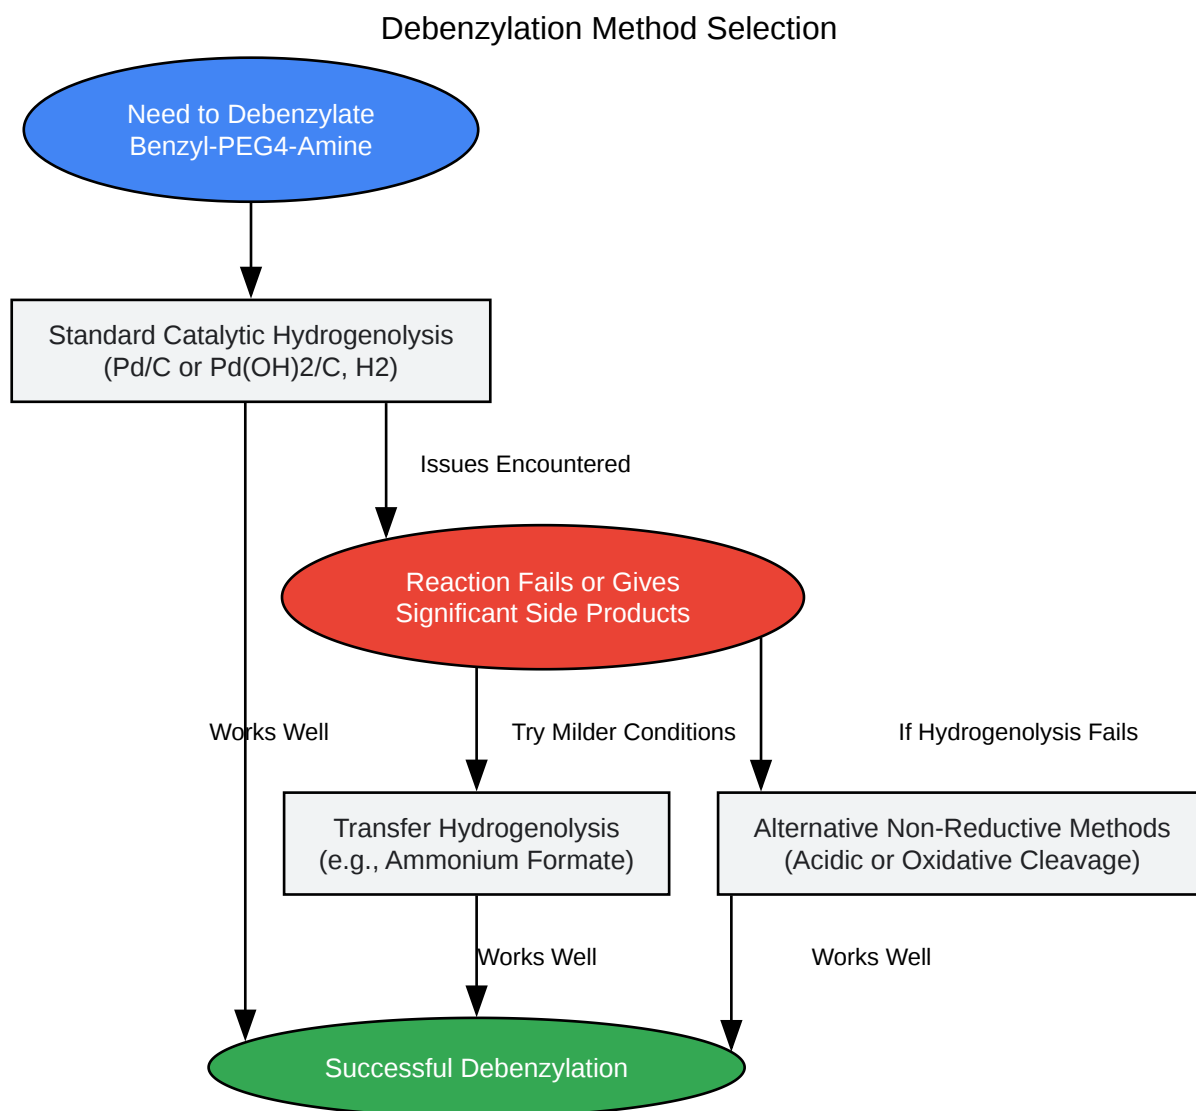 Debenzylation Method Selection
Need to Debenzylate
Benzyl-PEG4-Amine
Standard Catalytic Hydrogenolysis
(Pd/C or Pd(OH)2/C, H2)
Issues Encountered
Reaction Fails or Gives
Significant Side Products
Works Well
Try Milder Conditions
If Hydrogenolysis Fails
Transfer Hydrogenolysis
(e.g., Ammonium Formate)
Alternative Non-Reductive Methods
(Acidic or Oxidative Cleavage)
Works Well
Works Well
Successful Debenzylation